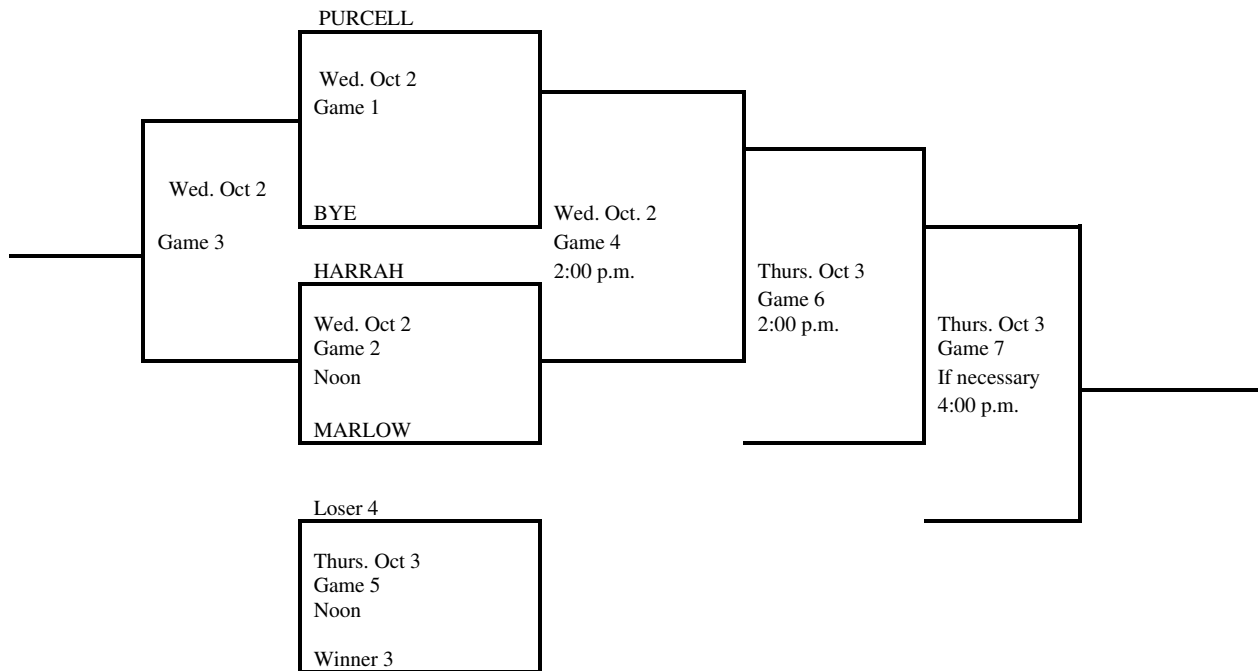 PURCELL
Wed. Oct 2
Game 1
BYE
Wed. Oct 2
Game 3
HARRAH
Wed. Oct 2
Game 2
Noon
MARLOW
Wed. Oct. 2
Game 4
2:00 p.m.
Thurs. Oct 3
Game 6
2:00 p.m.
Thurs. Oct 3
Game 7
If necessary
4:00 p.m.
Loser 4
Thurs. Oct 3
Game 5
Noon
Winner 3